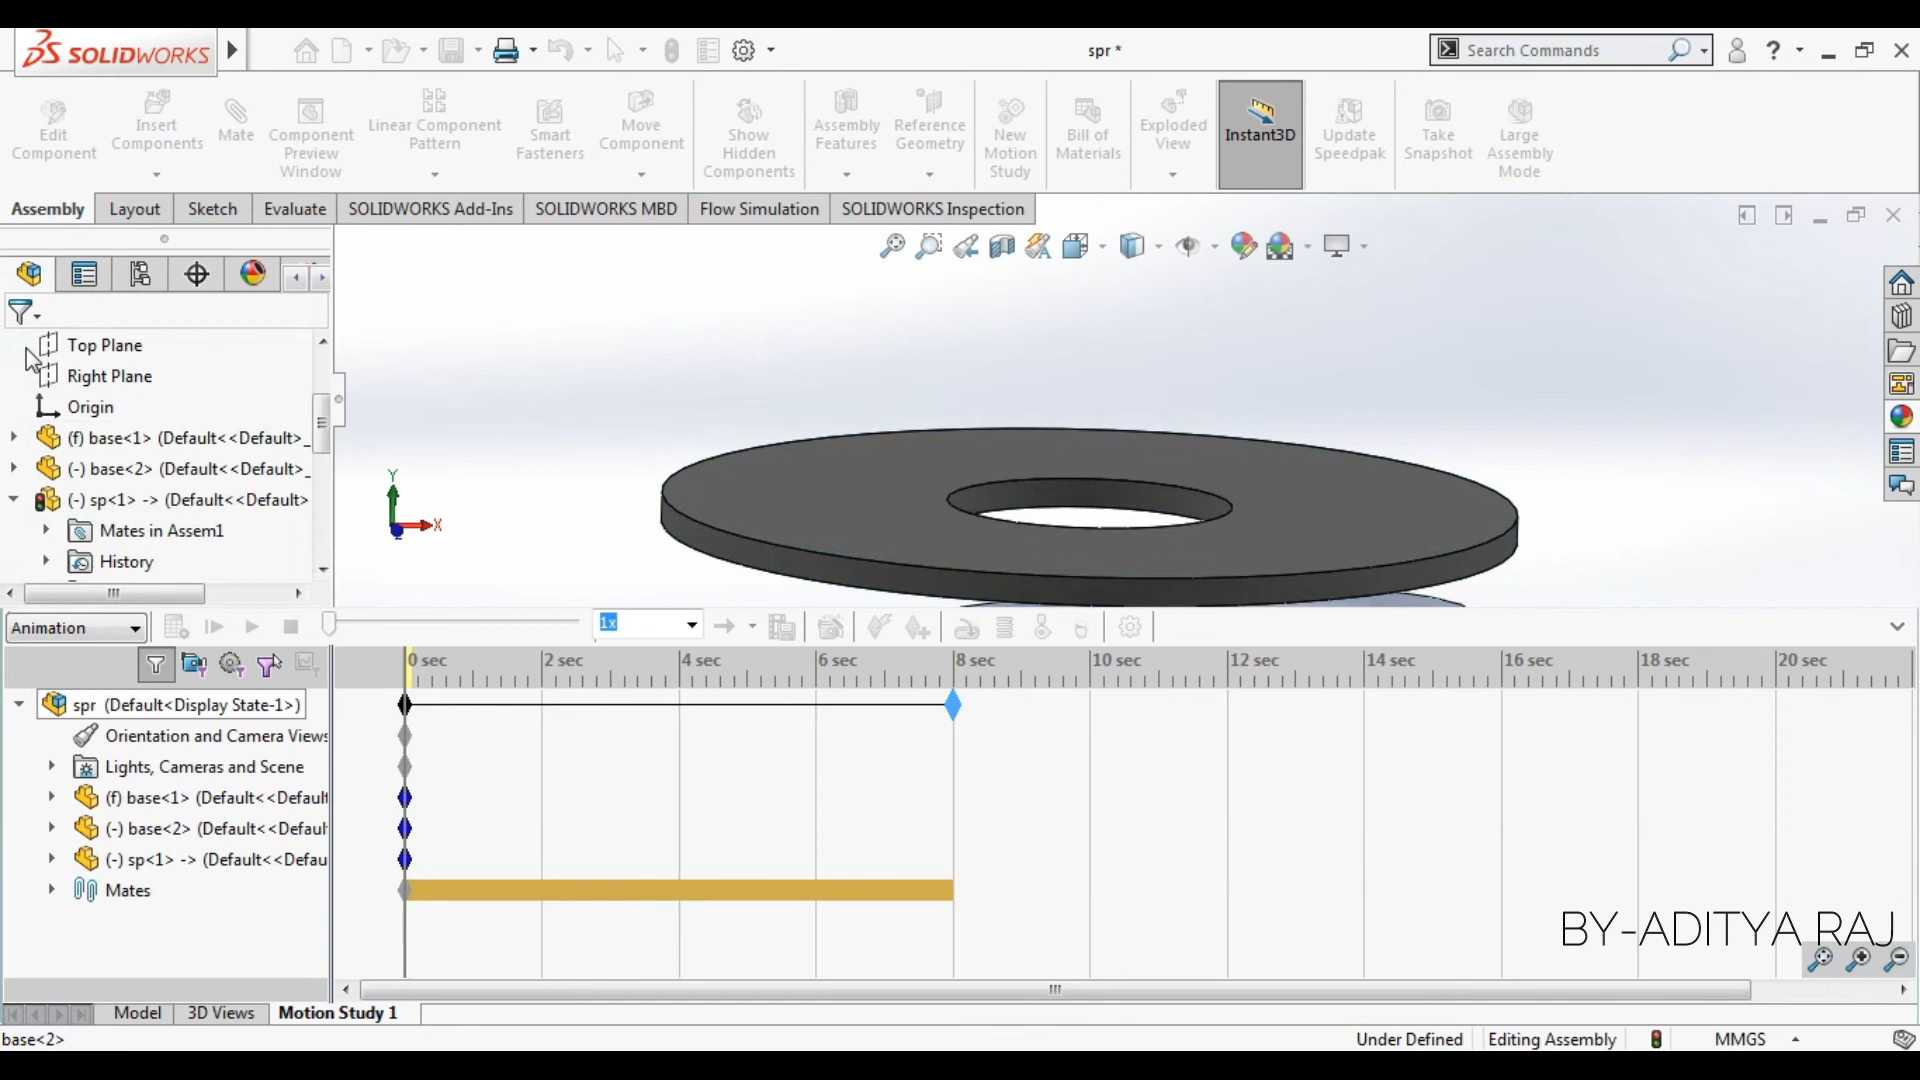 SOLIDWORKS
spr *
Search Commands
Edit Component
Insert Components
Mate
Component Preview Window
Linear Component Pattern
Smart Fasteners
Move Component
Show Hidden Components
Assembly Features
Reference Geometry
New Motion Study
Bill of Materials
Exploded View
Instant3D
Update Speedpak
Take Snapshot
Large Assembly Mode
Assembly Layout Sketch Evaluate SOLIDWORKS Add-Ins SOLIDWORKS MBD Flow Simulation SOLIDWORKS Inspection
Top Plane
Right Plane
Origin
(f) base<1> (Default<<Default>_
(-) base<2> (Default<<Default>_
(-) sp<1> -> (Default<<Default>
Mates in Assem1
History
Y
X
Z
Animation
1x
0 sec 2 sec 4 sec 6 sec 8 sec 10 sec 12 sec 14 sec 16 sec 18 sec 20 sec
spr (Default<Display State-1>)
Orientation and Camera Views
Lights, Cameras and Scene
(f) base<1> (Default<<Default
(-) base<2> (Default<<Defaul
(-) sp<1> -> (Default<<Defau
Mates
BY-ADITYA RAJ
Model 3D Views Motion Study 1
base<2>
Under Defined Editing Assembly MMGS